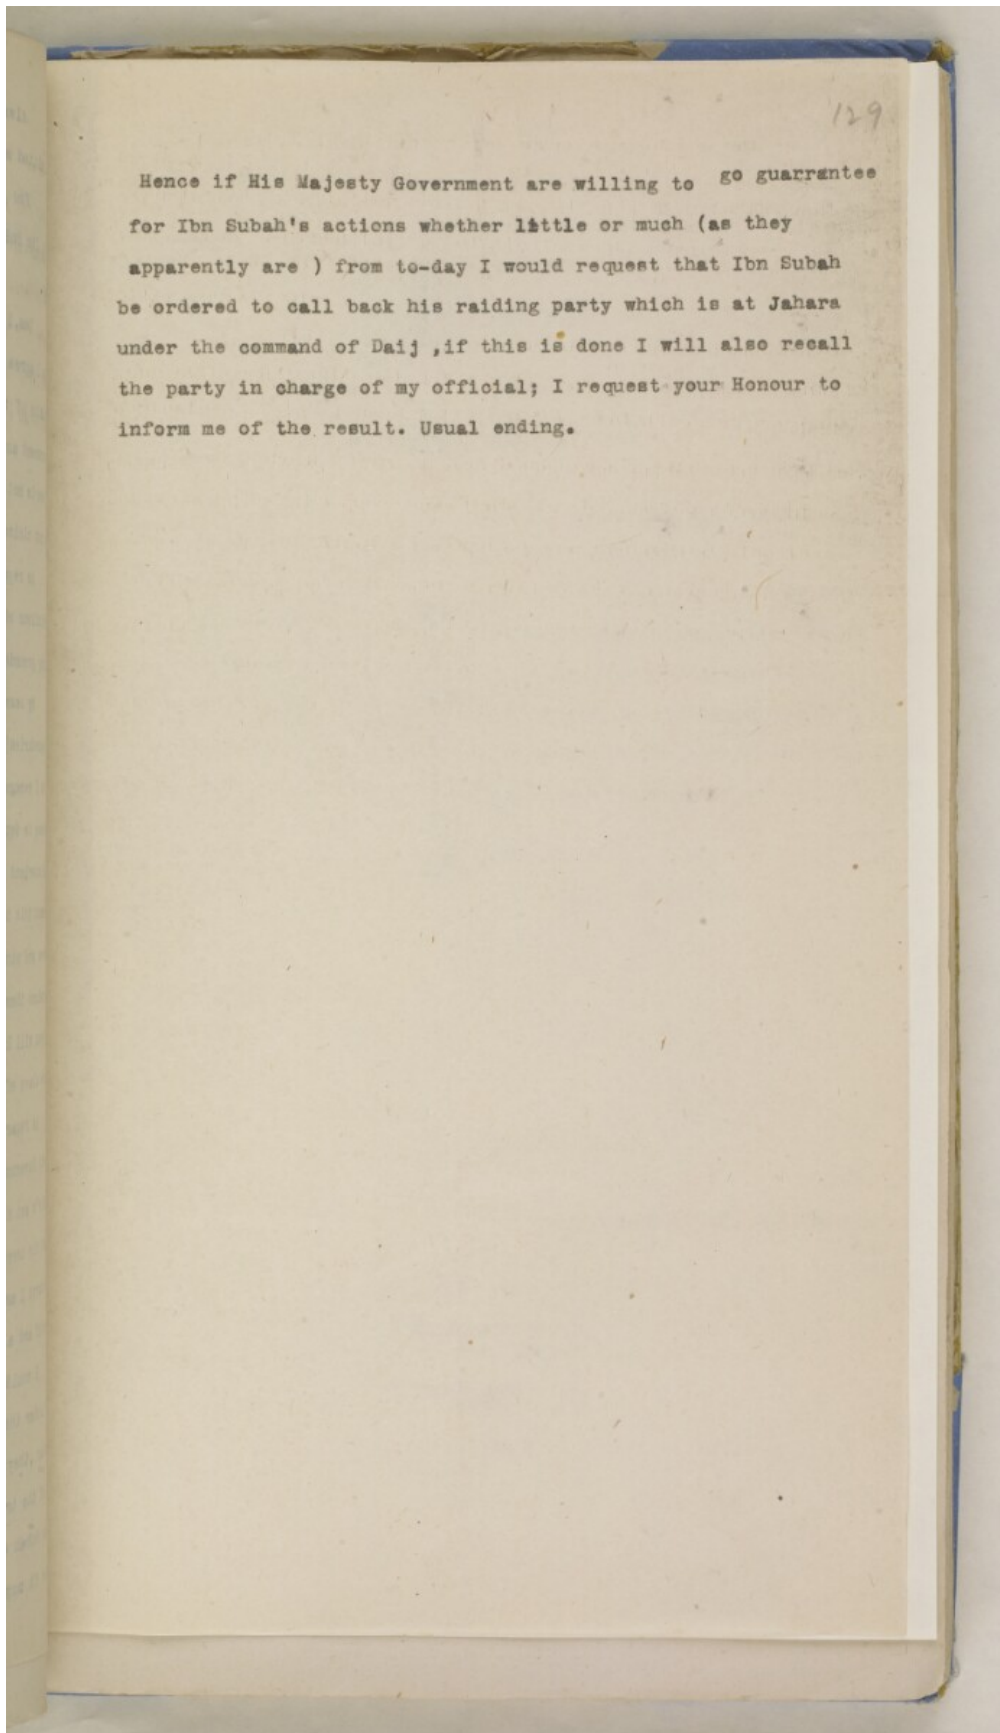 129
Hence if His Majesty Government are willing to go guarrantee
for Ibn Subah's actions whether little or much (as they
apparently are ) from to-day I would request that Ibn Subah
be ordered to call back his raiding party which is at Jahara
under the command of Daij ,if this is done I will also recall
the party in charge of my official; I request your Honour to
inform me of the result. Usual ending.